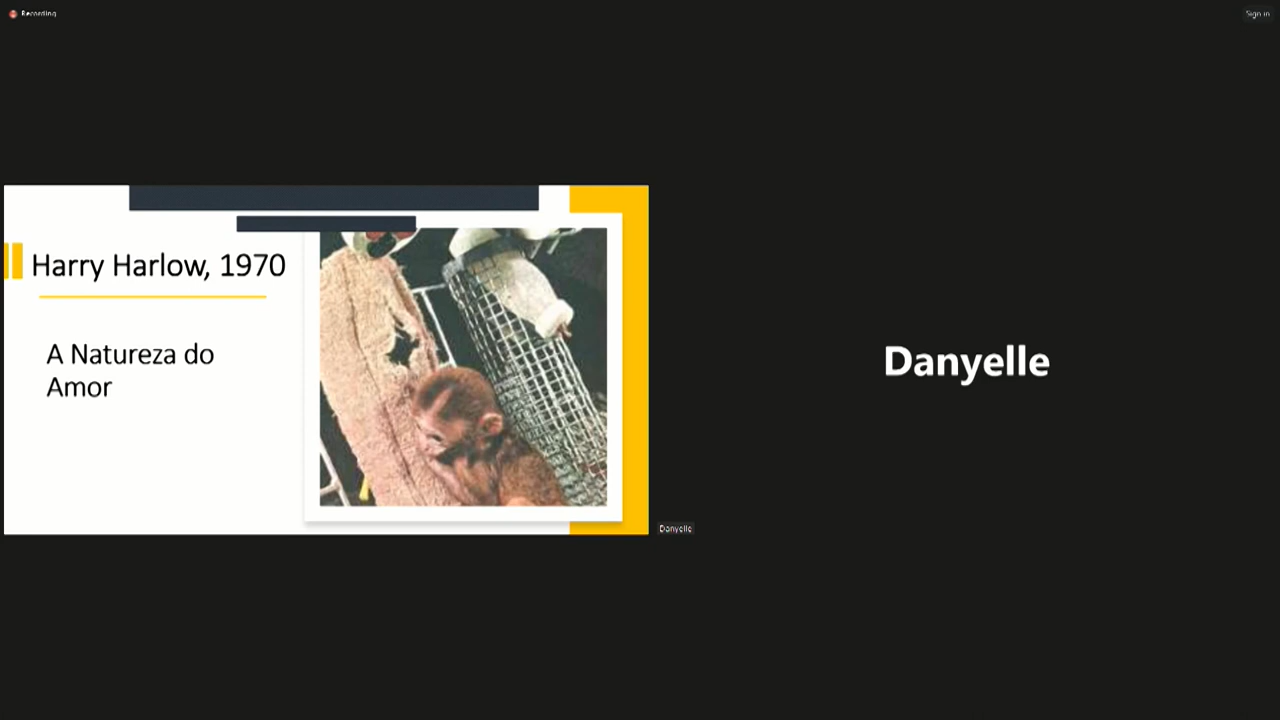 Recording
Sign in
Harry Harlow, 1970
A Natureza do
Amor
Danyelle
Danyelle